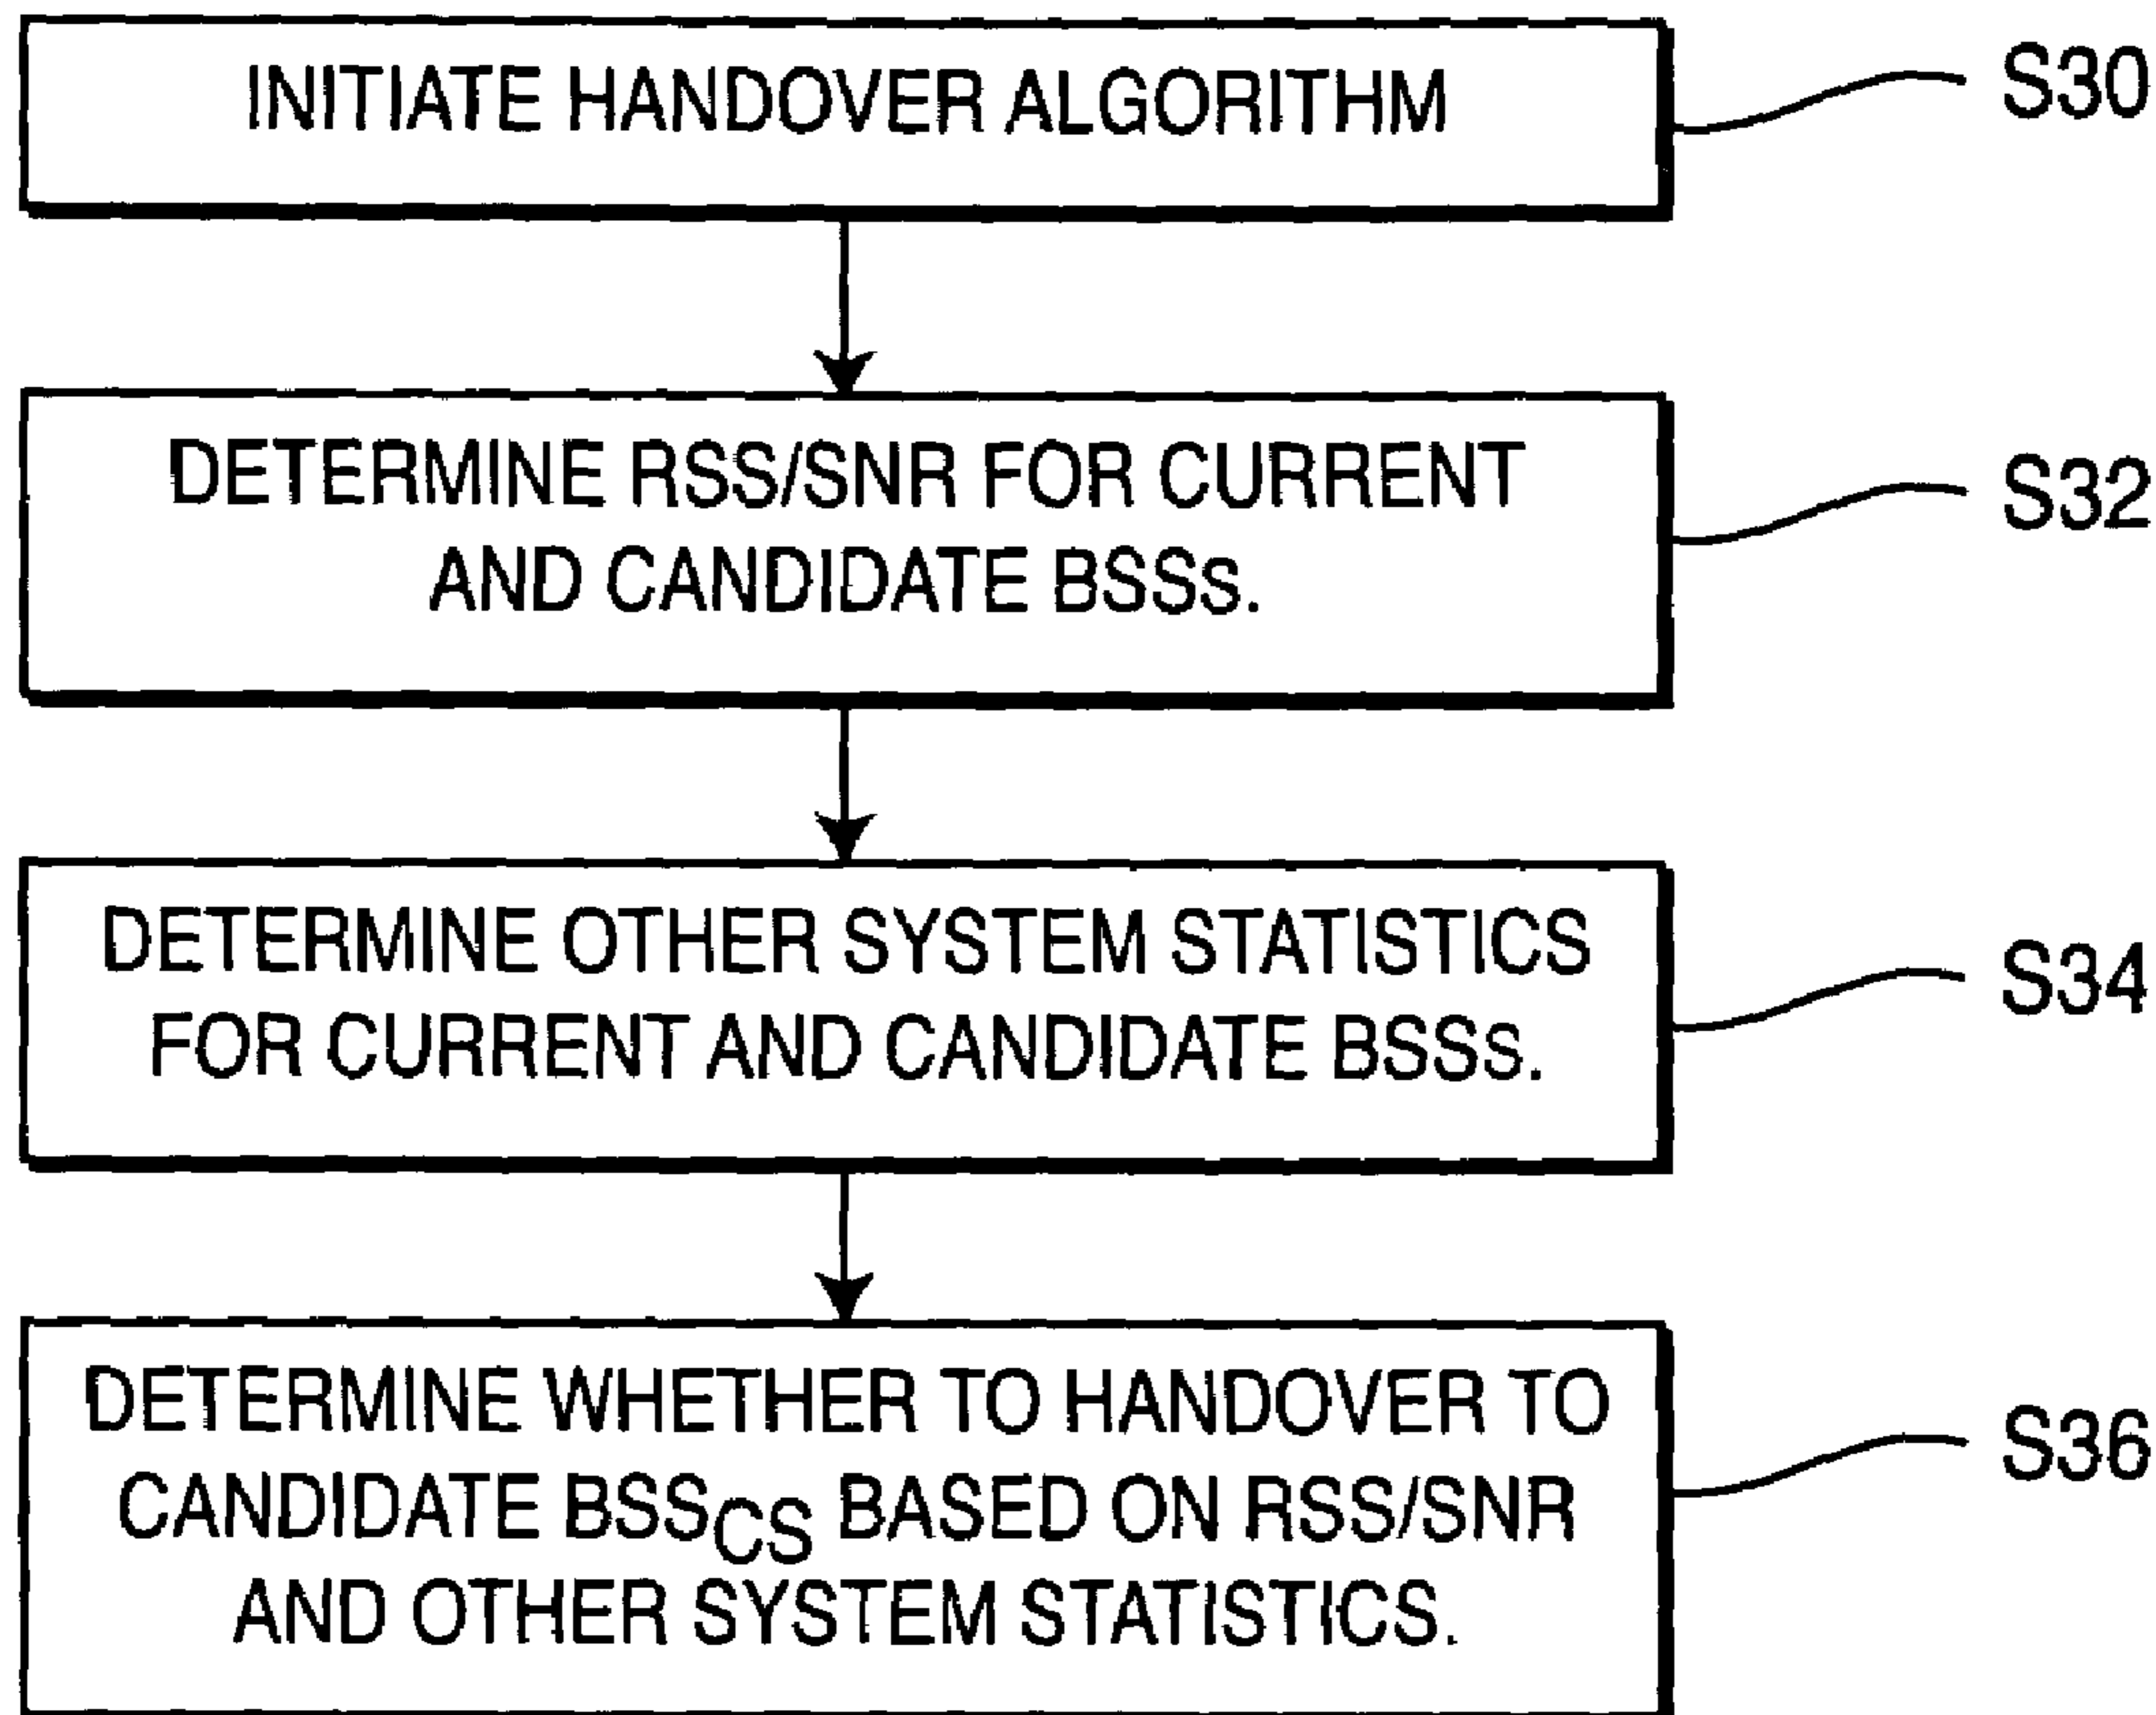 INITIATE HANDOVER ALGORITHM
S30
DETERMINE RSS/SNR FOR CURRENT
AND CANDIDATE BSSs.
S32
DETERMINE OTHER SYSTEM STATISTICS
FOR CURRENT AND CANDIDATE BSSs.
S34
DETERMINE WHETHER TO HANDOVER TO
CANDIDATE BSSCS BASED ON RSS/SNR
AND OTHER SYSTEM STATISTICS.
S36